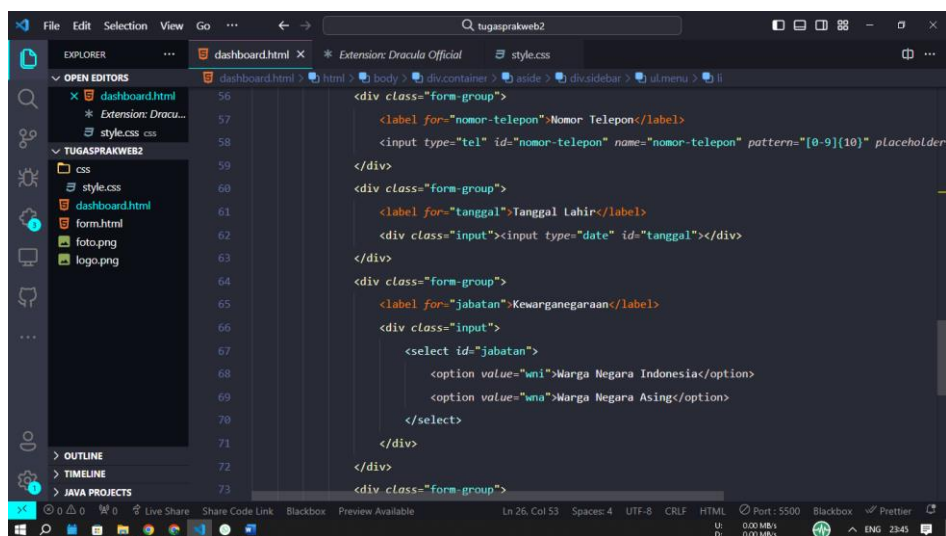 File Edit Selection View Go ··· tugasprakweb2
EXPLORER ··· dashboard.html Extension: Dracula Official style.css
OPEN EDITORS dashboard.html > html > body > div.container > aside > div.sidebar > ul.menu > li
dashboard.html
Extension: Dracu...
style.css css
TUGASPRAKWEB2
css
style.css
dashboard.html
form.html
foto.png
logo.png
56 <div class="form-group">
57 <label for="nomor-telepon">Nomor Telepon</label>
58 <input type="tel" id="nomor-telepon" name="nomor-telepon" pattern="[0-9]{10}" placeholder
59 </div>
60 <div class="form-group">
61 <label for="tanggal">Tanggal Lahir</label>
62 <div class="input"><input type="date" id="tanggal"></div>
63 </div>
64 <div class="form-group">
65 <label for="jabatan">Kewarganegaraan</label>
66 <div class="input">
67 <select id="jabatan">
68 <option value="wni">Warga Negara Indonesia</option>
69 <option value="wna">Warga Negara Asing</option>
70 </select>
71 </div>
72 </div>
73 <div class="form-group">
OUTLINE
TIMELINE
JAVA PROJECTS
0 0 0 Live Share Share Code Link Blackbox Preview Available Ln 26, Col 53 Spaces: 4 UTF-8 CRLF HTML Port : 5500 Blackbox Prettier
U: 0.00 MB/s
D: 0.00 MB/s
ENG 23:45